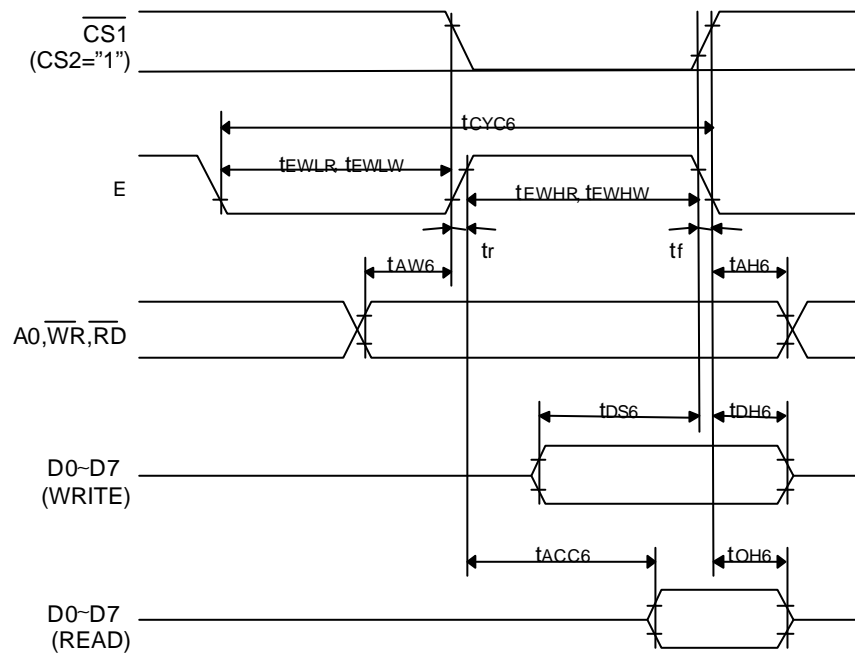 CS1
(CS2="1")
tCYC6
tEWLR, tEWLW
E
tEWHR, tEWHW
tr
tf
tAW6
tAH6
A0,WR,RD
tDS6
tDH6
D0~D7
(WRITE)
tACC6
tOH6
D0~D7
(READ)